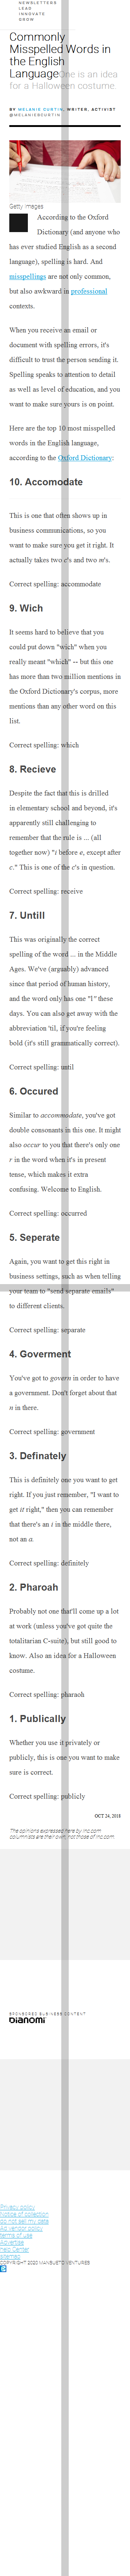 NEWSLETTERS
LEAD
INNOVATE
GROW
Commonly
Misspelled Words in
the English
LanguageOne is an idea
for a Halloween costume.
BY MELANIE CURTIN, WRITER, ACTIVIST
@MELANIEBCURTIN
Getty Images
According to the Oxford
Dictionary (and anyone who
has ever studied English as a second
language), spelling is hard. And
misspellings are not only common,
but also awkward in professional
contexts.
When you receive an email or
document with spelling errors, it's
difficult to trust the person sending it.
Spelling speaks to attention to detail
as well as level of education, and you
want to make sure yours is on point.
Here are the top 10 most misspelled
words in the English language,
according to the Oxford Dictionary:
10. Accomodate
This is one that often shows up in
business communications, so you
want to make sure you get it right. It
actually takes two c's and two m's.
Correct spelling: accommodate
9. Wich
It seems hard to believe that you
could put down "wich" when you
really meant "which" -- but this one
has more than two million mentions in
the Oxford Dictionary's corpus, more
mentions than any other word on this
list.
Correct spelling: which
8. Recieve
Despite the fact that this is drilled
in elementary school and beyond, it's
apparently still challenging to
remember that the rule is ... (all
together now) "i before e, except after
c." This is one of the c's in question.
Correct spelling: receive
7. Untill
This was originally the correct
spelling of the word ... in the Middle
Ages. We've (arguably) advanced
since that period of human history,
and the word only has one "l" these
days. You can also get away with the
abbreviation 'til, if you're feeling
bold (it's still grammatically correct).
Correct spelling: until
6. Occured
Similar to accommodate, you've got
double consonants in this one. It might
also occur to you that there's only one
r in the word when it's in present
tense, which makes it extra
confusing. Welcome to English.
Correct spelling: occurred
5. Seperate
Again, you want to get this right in
business settings, such as when telling
your team to "send separate emails"
to different clients.
Correct spelling: separate
4. Goverment
You've got to govern in order to have
a government. Don't forget about that
n in there.
Correct spelling: government
3. Definately
This is definitely one you want to get
right. If you just remember, "I want to
get it right," then you can remember
that there's an i in the middle there,
not an a.
Correct spelling: definitely
2. Pharoah
Probably not one that'll come up a lot
at work (unless you've got quite the
totalitarian C-suite), but still good to
know. Also an idea for a Halloween
costume.
Correct spelling: pharaoh
1. Publically
Whether you use it privately or
publicly, this is one you want to make
sure is correct.
Correct spelling: publicly
OCT 24, 2018
The opinions expressed here by Inc.com
columnists are their own, not those of Inc.com.
SPONSORED BUSINESS CONTENT
bianomi
Privacy policy
Notice of collection
do not sell my data
Ad vendor policy
terms of use
Advertise
Help Center
sitemap
COPYRIGHT 2020 MANSUETO VENTURES